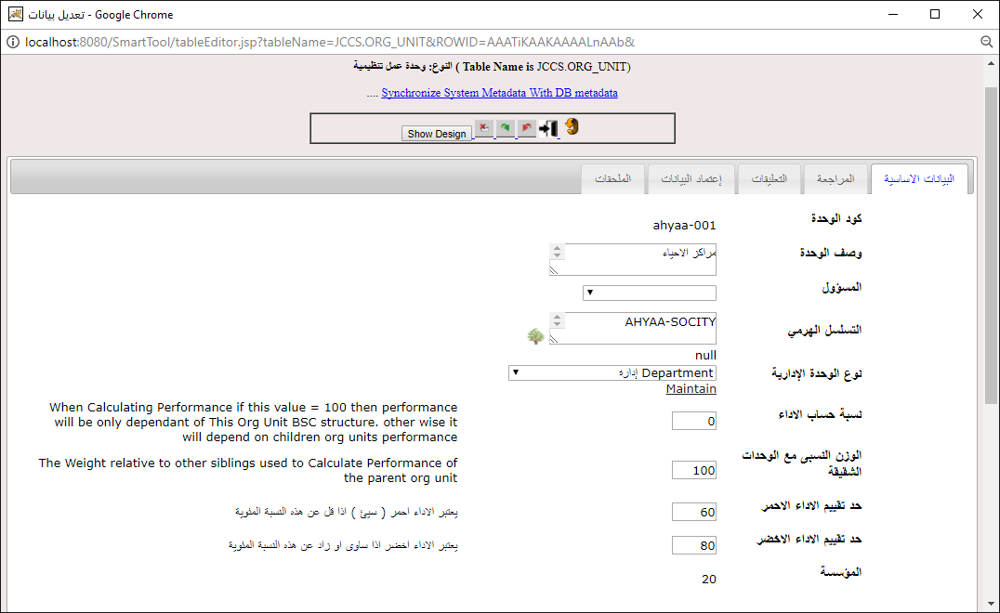 تعديل بيانات - Google Chrome
localhost:8080/SmartTool/tableEditor.jsp?tableName=JCCS.ORG_UNIT&ROWID=AAATiKAAKAAAALnAAb&
النوع: وحدة عمل تنظيمية ( Table Name is JCCS.ORG_UNIT)
.... Synchronize System Metadata With DB metadata
Show Design
البيانات الاساسية
المراجعة
التعليقات
إعتماد البيانات
الملحقات
كود الوحدة
ahyaa-001
وصف الوحدة
مراكز الاحياء
المسؤول
التسلسل الهرمي
AHYAA-SOCITY
null
نوع الوحدة الإدارية
Department إدارة
Maintain
نسبة حساب الاداء
0
When Calculating Performance if this value = 100 then performance
will be only dependant of This Org Unit BSC structure. other wise it
will depend on children org units performance
الوزن النسبى مع الوحدات
الشقيقة
100
The Weight relative to other siblings used to Calculate Performance of
the parent org unit
حد تقييم الاداء الاحمر
60
يعتبر الاداء احمر ( سيئ ) اذا قل عن هذه النسبة المئوية
حد تقييم الاداء الاخضر
80
يعتبر الاداء اخضر اذا ساوى او زاد عن هذه النسبة المئوية
المؤسسة
20